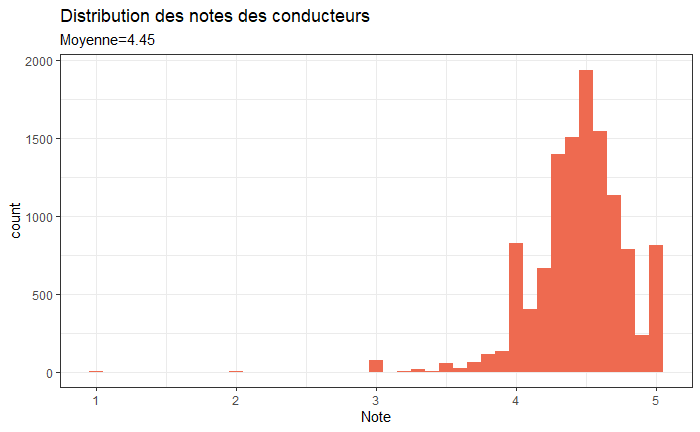 Distribution des notes des conducteurs
Moyenne=4.45
2000
1500
1000
500
0
count
1 2 3 4 5
Note